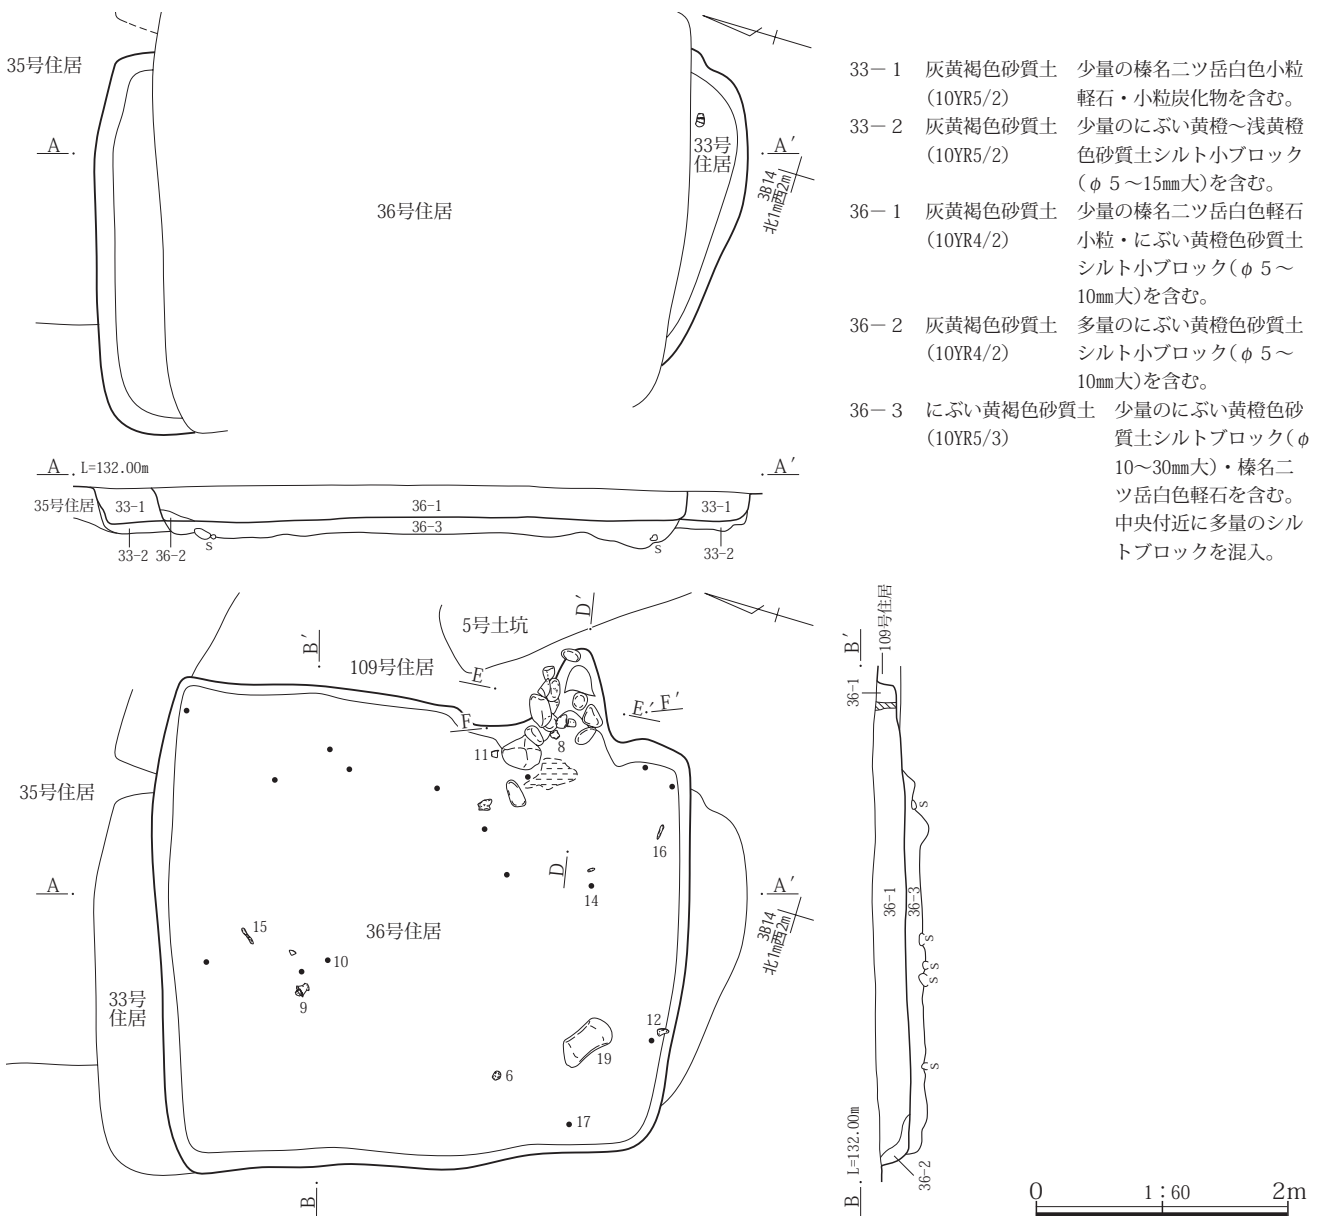 35号住居
A
A′
33号
住居
36号住居
3B14
北1m西2m
33－1　灰黄褐色砂質土　少量の榛名二ツ岳白色小粒
(10YR5/2)　軽石・小粒炭化物を含む。
33－2　灰黄褐色砂質土　少量のにぶい黄橙～浅黄橙
(10YR5/2)　色砂質土シルト小ブロック
(φ５～15㎜大)を含む。
36－1　灰黄褐色砂質土　少量の榛名二ツ岳白色軽石
(10YR4/2)　小粒・にぶい黄橙色砂質土
シルト小ブロック(φ５～
10㎜大)を含む。
36－2　灰黄褐色砂質土　多量のにぶい黄橙色砂質土
(10YR4/2)　シルト小ブロック(φ５～
10㎜大)を含む。
36－3　にぶい黄褐色砂質土　少量のにぶい黄橙色砂
(10YR5/3)　質土シルトブロック(φ
10～30㎜大)・榛名二
ツ岳白色軽石を含む。
中央付近に多量のシル
トブロックを混入。
A　L=132.00m
A′
35号住居
33-1
36-1
33-1
36-3
33-2
36-2
S
S
33-2
5号土坑
D′
B′
109号住居
E
F
E′
F′
11
8
35号住居
16
A
D
14
A′
3B14
北1m西2m
15
36号住居
10
9
33号
住居
12
19
6
17
B
109号住居
B′
36-1
S
36-1
36-3
S
S
S
S
B　L=132.00m
36-2
0　1：60　2m